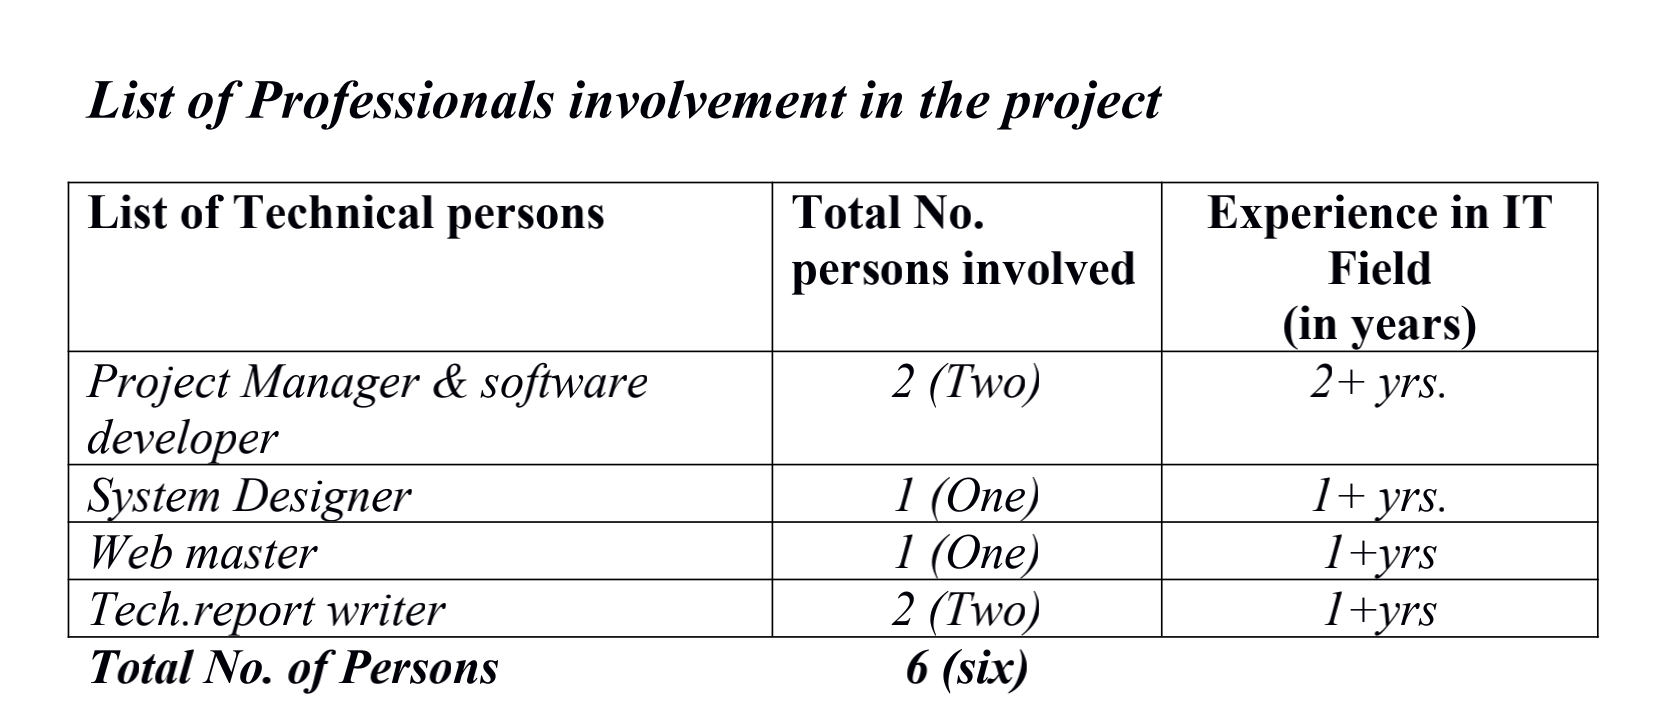 List of Professionals involvement in the project
List of Technical persons
Total No.
persons involved
Experience in IT
Field
(in years)
Project Manager & software
developer
2 (Two)
2+ yrs.
System Designer
1 (One)
1+ yrs.
Web master
1 (One)
1+yrs
Tech.report writer
2 (Two)
1+yrs
Total No. of Persons
6 (six)